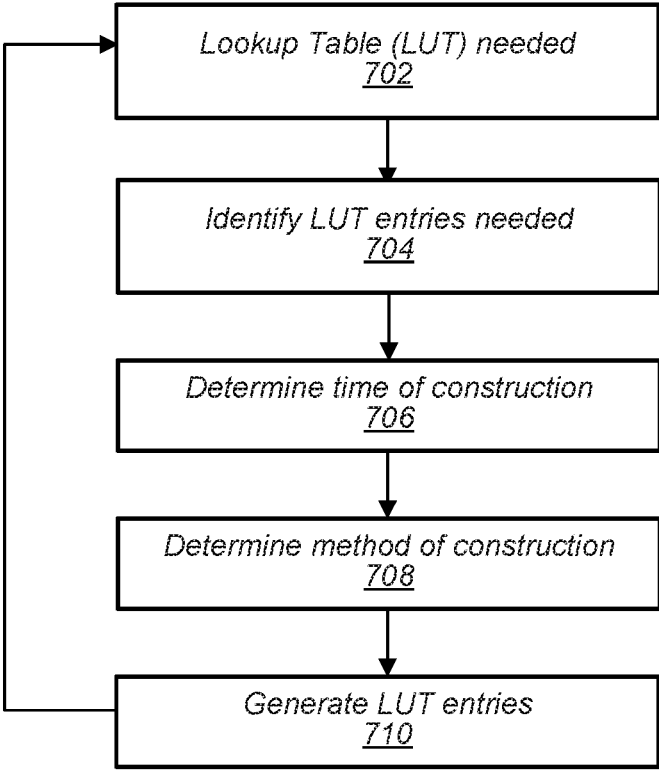 Lookup Table (LUT) needed
702
Identify LUT entries needed
704
Determine time of construction
706
Determine method of construction
708
Generate LUT entries
710